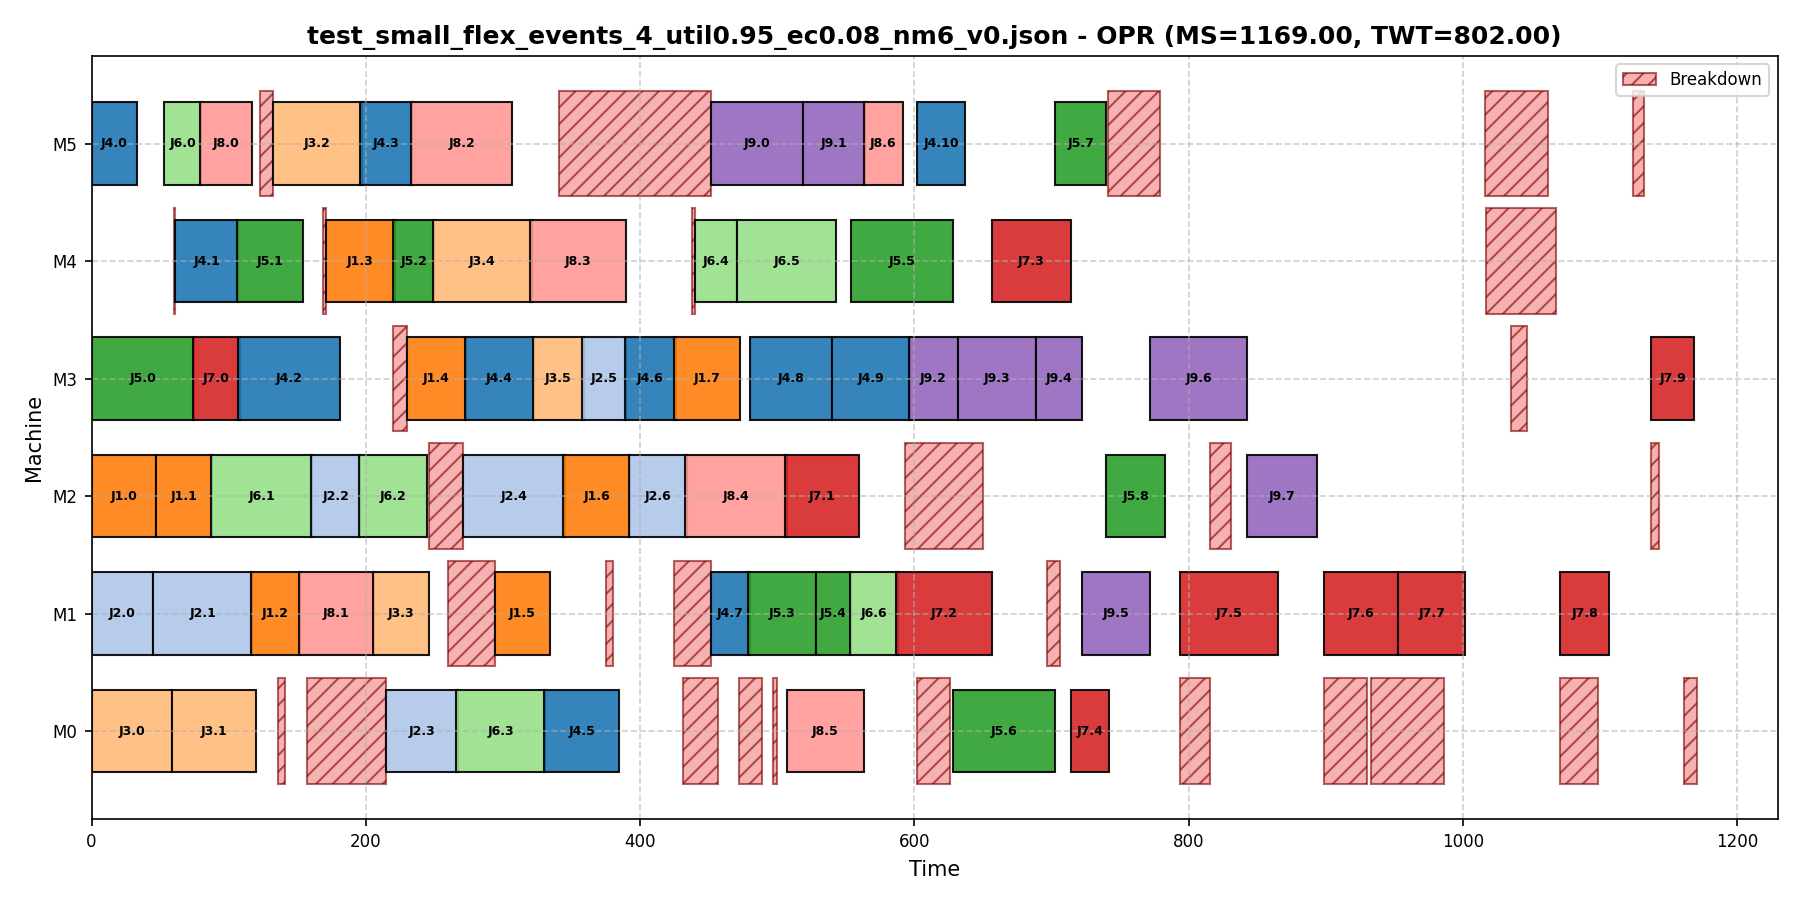 test_small_flex_events_4_util0.95_ec0.08_nm6_v0.json - OPR (MS=1169.00, TWT=802.00)
Breakdown
M5
J4.0 J6.0 J8.0 J3.2 J4.3 J8.2 J9.0 J9.1 J8.6 J4.10 J5.7
M4
J4.1 J5.1 J1.3 J5.2 J3.4 J8.3 J6.4 J6.5 J5.5 J7.3
M3
J5.0 J7.0 J4.2 J1.4 J4.4 J3.5 J2.5 J4.6 J1.7 J4.8 J4.9 J9.2 J9.3 J9.4 J9.6 J7.9
M2
J1.0 J1.1 J6.1 J2.2 J6.2 J2.4 J1.6 J2.6 J8.4 J7.1 J5.8 J9.7
M1
J2.0 J2.1 J1.2 J8.1 J3.3 J1.5 J4.7 J5.3 J5.4 J6.6 J7.2 J9.5 J7.5 J7.6 J7.7 J7.8
M0
J3.0 J3.1 J2.3 J6.3 J4.5 J8.5 J5.6 J7.4
Machine
0 200 400 600 800 1000 1200
Time